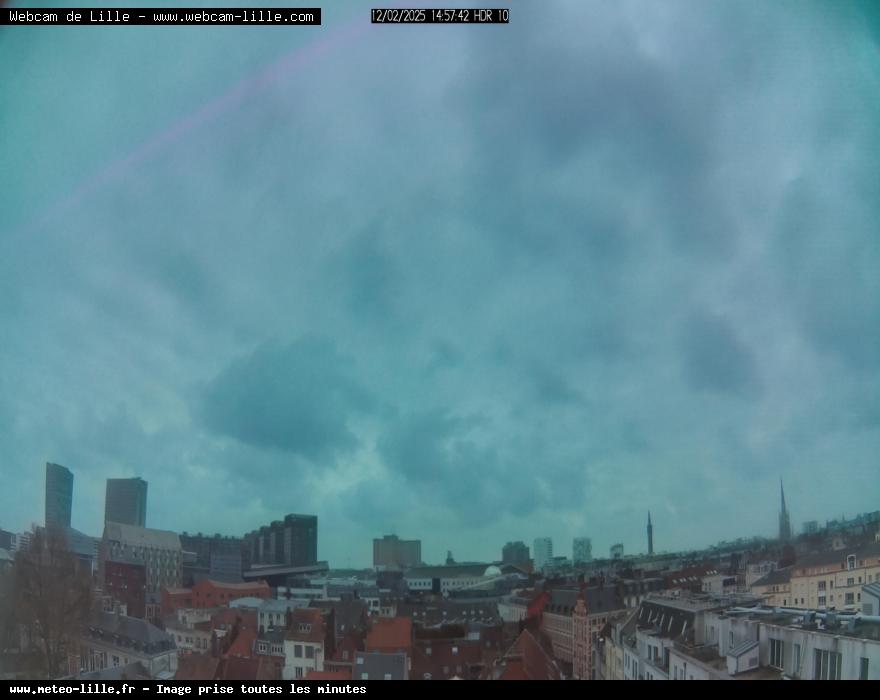 Webcam de Lille - www.webcam-lille.com
12/02/2025 14:57:42 HDR 10
www.meteo-lille.fr - Image prise toutes les minutes